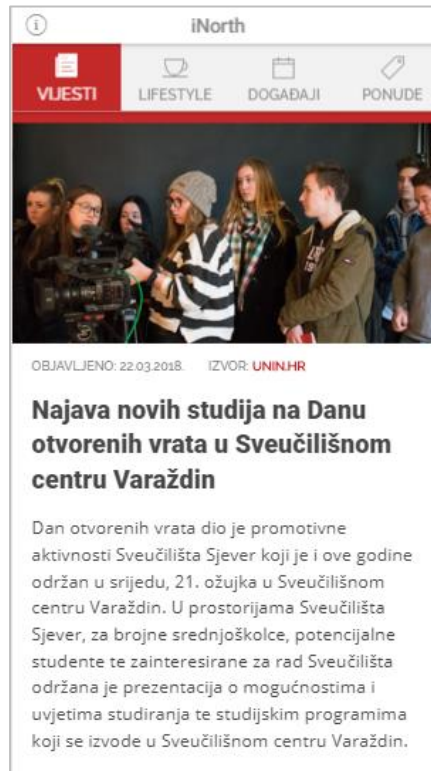 iNorth
VIJESTI LIFESTYLE DOGAĐAJI PONUDE
OBJAVLJENO: 22.03.2018. IZVOR: UNIN.HR
Najava novih studija na Danu
otvorenih vrata u Sveučilišnom
centru Varaždin
Dan otvorenih vrata dio je promotivne
aktivnosti Sveučilišta Sjever koji je i ove godine
održan u srijedu, 21. ožujka u Sveučilišnom
centru Varaždin. U prostorijama Sveučilišta
Sjever, za brojne srednjoškolce, potencijalne
studente te zainteresirane za rad Sveučilišta
održana je prezentacija o mogućnostima i
uvjetima studiranja te studijskim programima
koji se izvode u Sveučilišnom centru Varaždin.